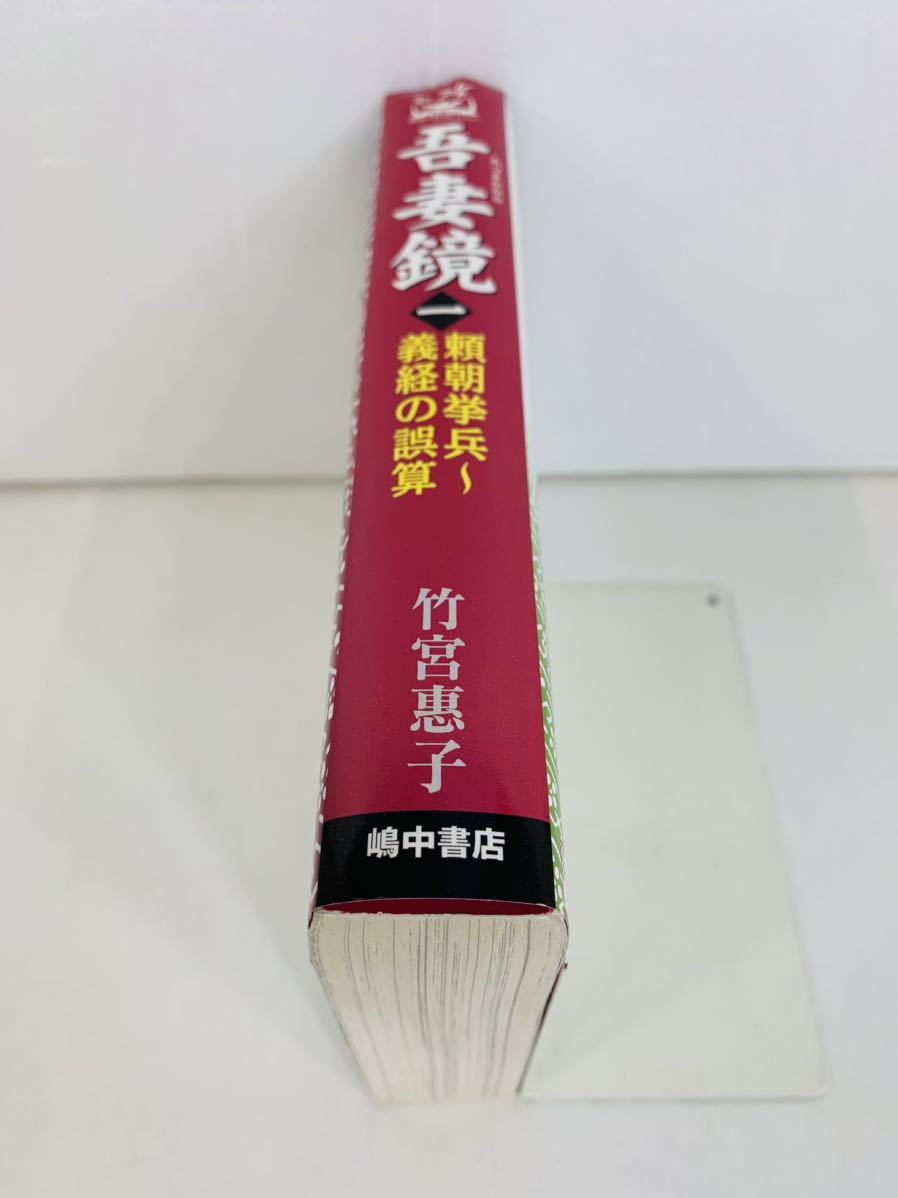 吾妻鏡
一
頼朝挙兵〜
義経の誤算
竹宮惠子
嶋中書店